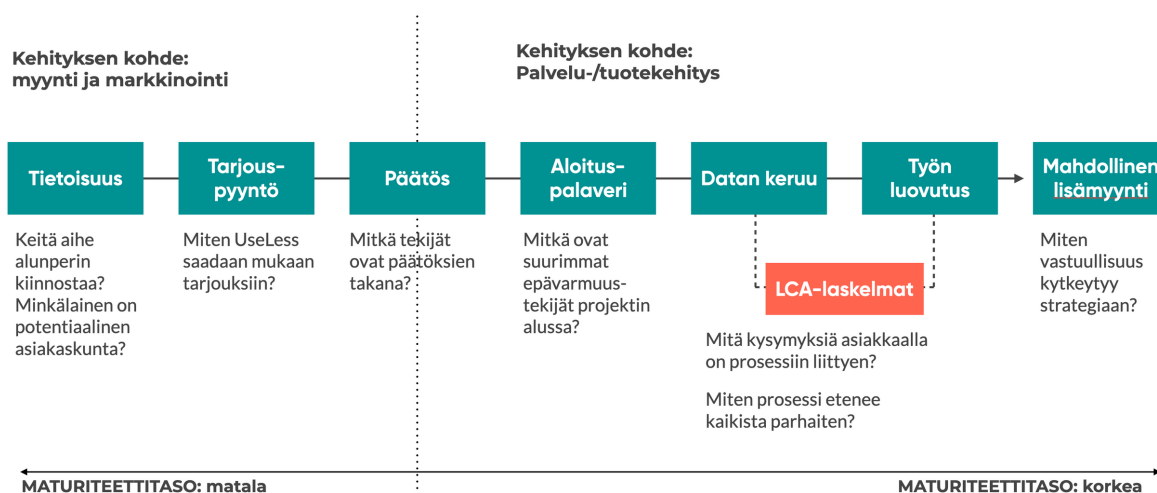 Kehityksen kohde:
myynti ja markkinointi
Kehityksen kohde:
Palvelu-/tuotekehitys
Tietoisuus
Tarjous-
pyyntö
Päätös
Aloitus-
palaveri
Datan keruu
Työn
luovutus
Mahdollinen
lisämyynti
Keitä aihe
alunperin
kiinnostaa?
Minkälainen on
potentiaalinen
asiakaskunta?
Miten UseLess
saadaan mukaan
tarjouksiin?
Mitkä tekijät
ovat päätöksien
takana?
Mitkä ovat
suurimmat
epävarmuus-
tekijät projektin
alussa?
LCA-laskelmat
Mitä kysymyksiä asiakkaalla
on prosessiin liittyen?
Miten prosessi etenee
kaikista parhaiten?
Miten
vastuullisuus
kytkeytyy
strategiaan?
MATURITEETTITASO: matala
MATURITEETTITASO: korkea